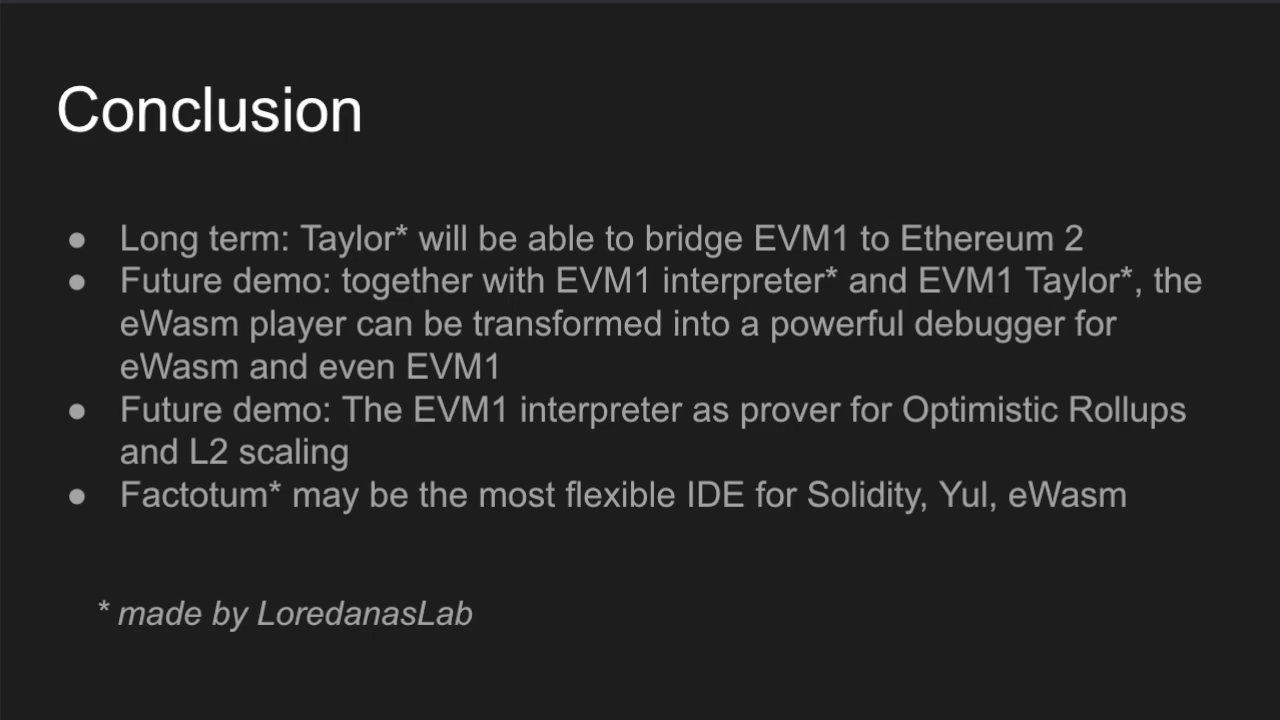 Conclusion
● Long term: Taylor* will be able to bridge EVM1 to Ethereum 2
● Future demo: together with EVM1 interpreter* and EVM1 Taylor*, the
eWasm player can be transformed into a powerful debugger for
eWasm and even EVM1
● Future demo: The EVM1 interpreter as prover for Optimistic Rollups
and L2 scaling
● Factotum* may be the most flexible IDE for Solidity, Yul, eWasm
* made by LoredanasLab